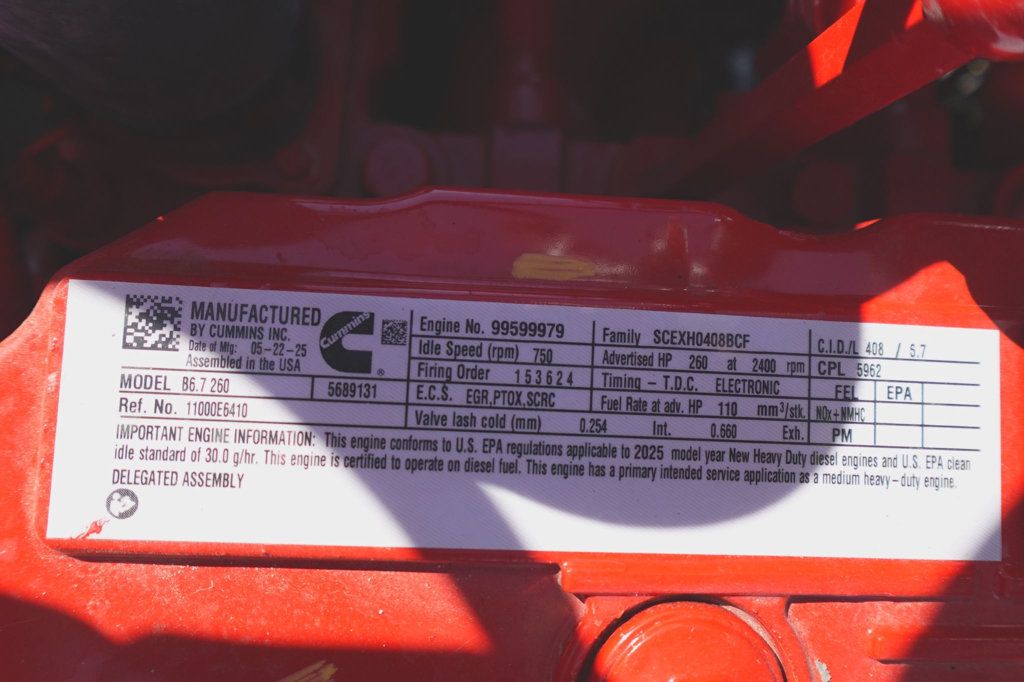 MANUFACTURED
BY CUMMINS INC.
Date of Mfg: 05-22-25
Assembled in the USA
Cummins
®
MODEL B6.7 260 5689131
Ref. No. 11000E6410
Engine No. 99599979
Idle Speed (rpm) 750
Firing Order 153624
E.C.S. EGR,PTOX,SCRC
Valve lash cold (mm) 0.254 Int. 0.660 Exh.
Family SCEXH0408BCF
Advertised HP 260 at 2400 rpm
Timing - T.D.C. ELECTRONIC
Fuel Rate at adv. HP 110 mm³/stk.
C.I.D./L 408 / 6.7
CPL 5962
FEL EPA
NOx+NMHC
PM
IMPORTANT ENGINE INFORMATION: This engine conforms to U.S. EPA regulations applicable to 2025 model year New Heavy Duty diesel engines and U.S. EPA clean
idle standard of 30.0 g/hr. This engine is certified to operate on diesel fuel. This engine has a primary intended service application as a medium heavy-duty engine.
DELEGATED ASSEMBLY